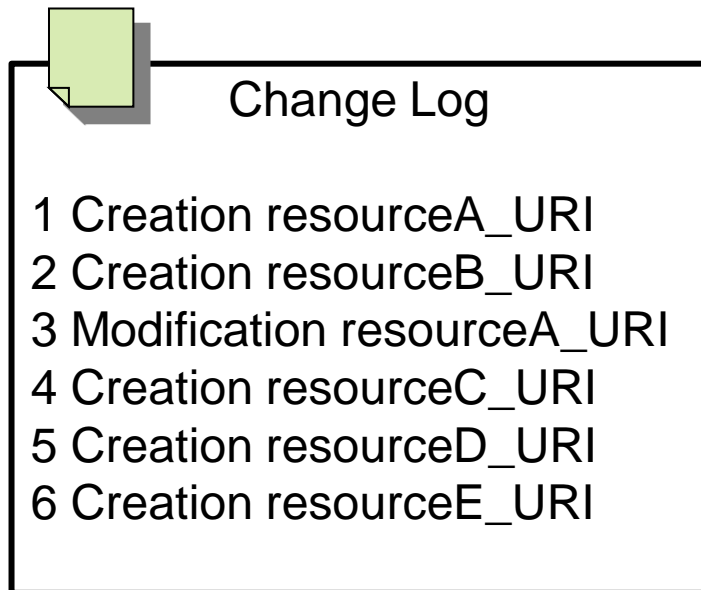 Change Log
1 Creation resourceA_URI
2 Creation resourceB_URI
3 Modification resourceA_URI
4 Creation resourceC_URI
5 Creation resourceD_URI
6 Creation resourceE_URI